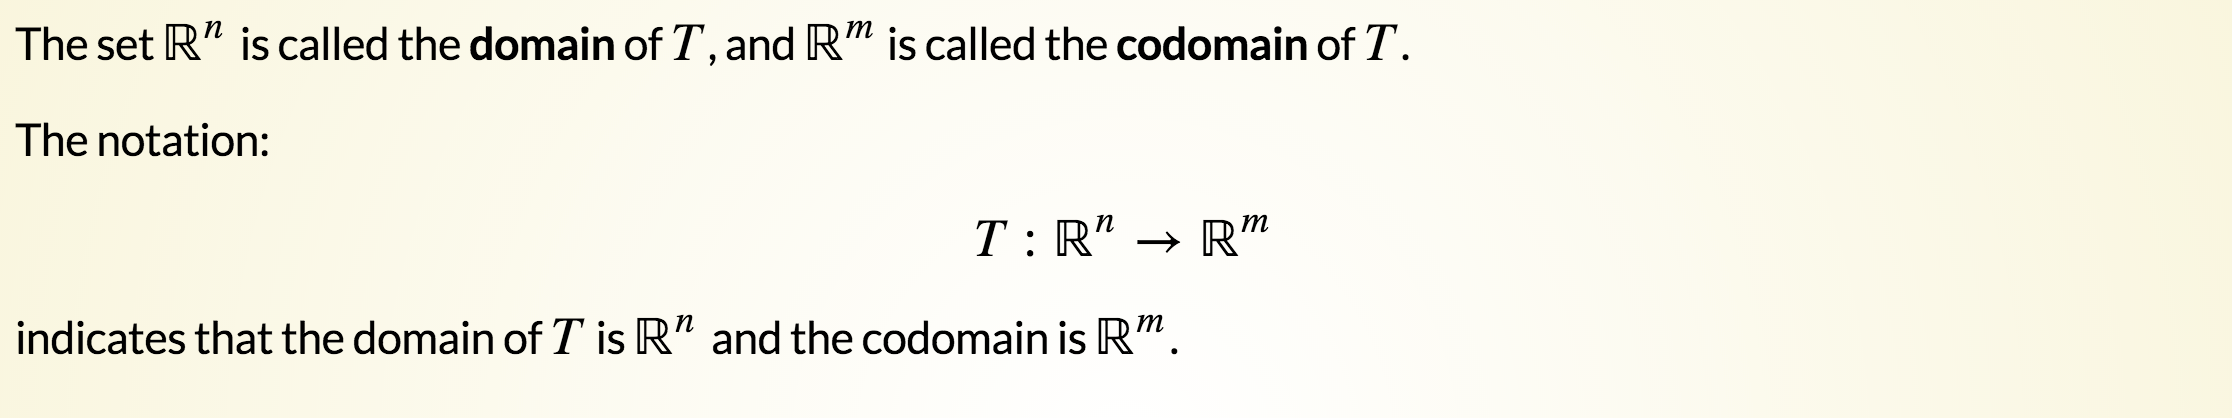 The set ℝⁿ is called the domain of T, and ℝᵐ is called the codomain of T.
The notation:
T : ℝⁿ → ℝᵐ
indicates that the domain of T is ℝⁿ and the codomain is ℝᵐ.